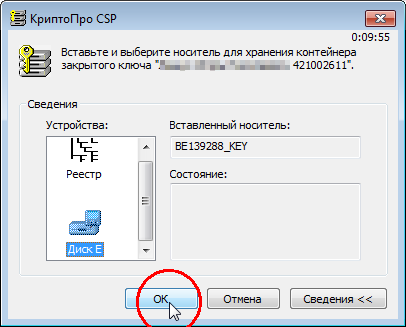 КриптоПро CSP
0:09:55
Вставьте и выберите носитель для хранения контейнера
закрытого ключа " 421002611".
Сведения
Устройства:
Вставленный носитель:
Реестр
BE139288_KEY
Состояние:
Диск E
OK
Отмена
Сведения <<